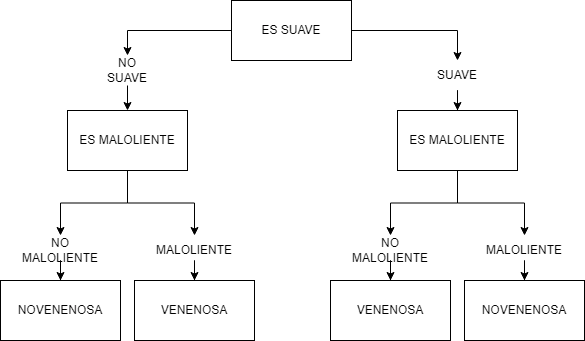 ES SUAVE
NO
SUAVE
SUAVE
ES MALOLIENTE
ES MALOLIENTE
NO
MALOLIENTE
MALOLIENTE
NO
MALOLIENTE
MALOLIENTE
NOVENENOSA
VENENOSA
VENENOSA
NOVENENOSA